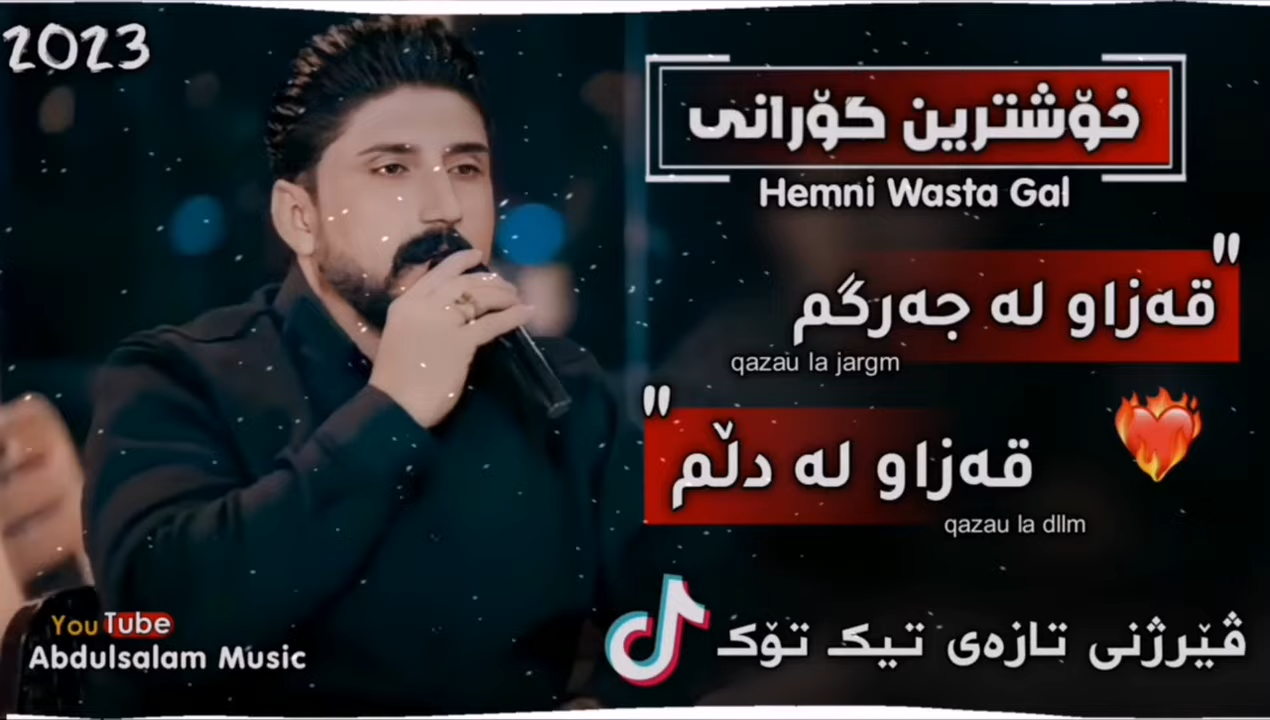 2023
خۆشترین گۆرانی
Hemni Wasta Gal
"قەزاو لە جەرگم
qazau la jargm
قەزاو لە دڵم"
qazau la dllm
ڤێرژنی تازەی تیک تۆک
YouTube
Abdulsalam Music